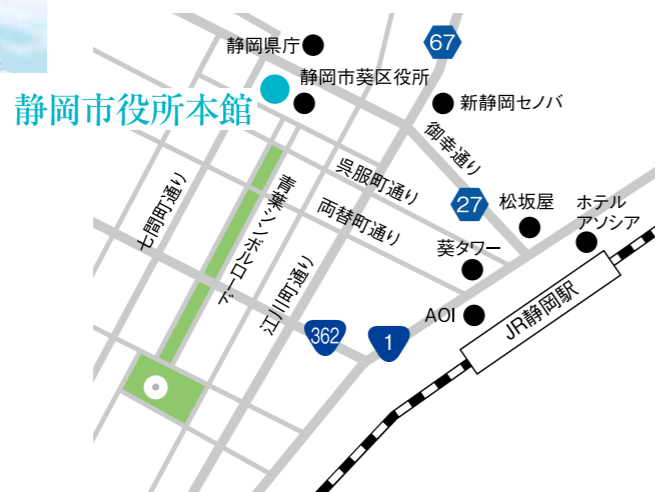 静岡県庁
67
静岡市葵区役所
静岡市役所本館
新静岡セノバ
御幸通り
呉服町通り
七間町通り
青葉シンボルロード
両替町通り
27
松坂屋
ホテル
アソシア
葵タワー
江川町通り
AOI
JR静岡駅
362
1